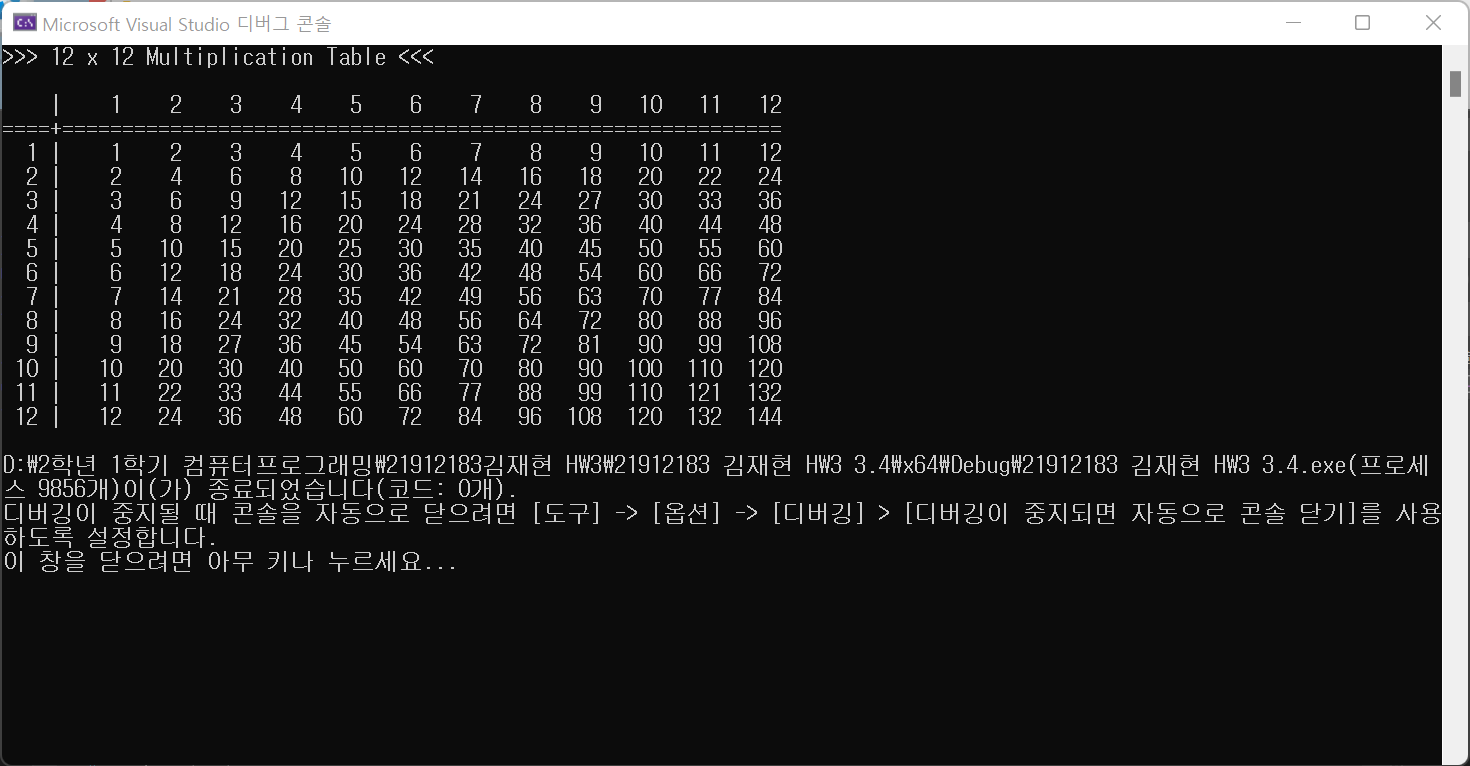 Microsoft Visual Studio 디버그 콘솔
>>> 12 x 12 Multiplication Table <<<
    |    1    2    3    4    5    6    7    8    9   10   11   12
====+============================================================
  1 |    1    2    3    4    5    6    7    8    9   10   11   12
  2 |    2    4    6    8   10   12   14   16   18   20   22   24
  3 |    3    6    9   12   15   18   21   24   27   30   33   36
  4 |    4    8   12   16   20   24   28   32   36   40   44   48
  5 |    5   10   15   20   25   30   35   40   45   50   55   60
  6 |    6   12   18   24   30   36   42   48   54   60   66   72
  7 |    7   14   21   28   35   42   49   56   63   70   77   84
  8 |    8   16   24   32   40   48   56   64   72   80   88   96
  9 |    9   18   27   36   45   54   63   72   81   90   99  108
 10 |   10   20   30   40   50   60   70   80   90  100  110  120
 11 |   11   22   33   44   55   66   77   88   99  110  121  132
 12 |   12   24   36   48   60   72   84   96  108  120  132  144
D:₩2학년 1학기 컴퓨터프로그래밍₩21912183김재현 HW3₩21912183 김재현 HW3 3.4₩x64₩Debug₩21912183 김재현 HW3 3.4.exe(프로세
스 9856개)이(가) 종료되었습니다(코드: 0개).
디버깅이 중지될 때 콘솔을 자동으로 닫으려면 [도구] -> [옵션] -> [디버깅] > [디버깅이 중지되면 자동으로 콘솔 닫기]를 사용
하도록 설정합니다.
이 창을 닫으려면 아무 키나 누르세요...